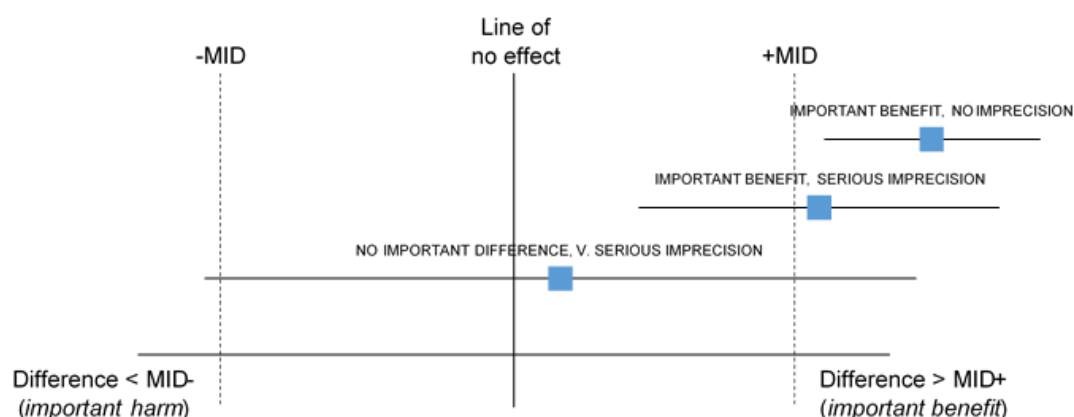 Line of
no effect
-MID
+MID
IMPORTANT BENEFIT, NO IMPRECISION
IMPORTANT BENEFIT, SERIOUS IMPRECISION
NO IMPORTANT DIFFERENCE, V. SERIOUS IMPRECISION
Difference < MID-
(important harm)
Difference > MID+
(important benefit)